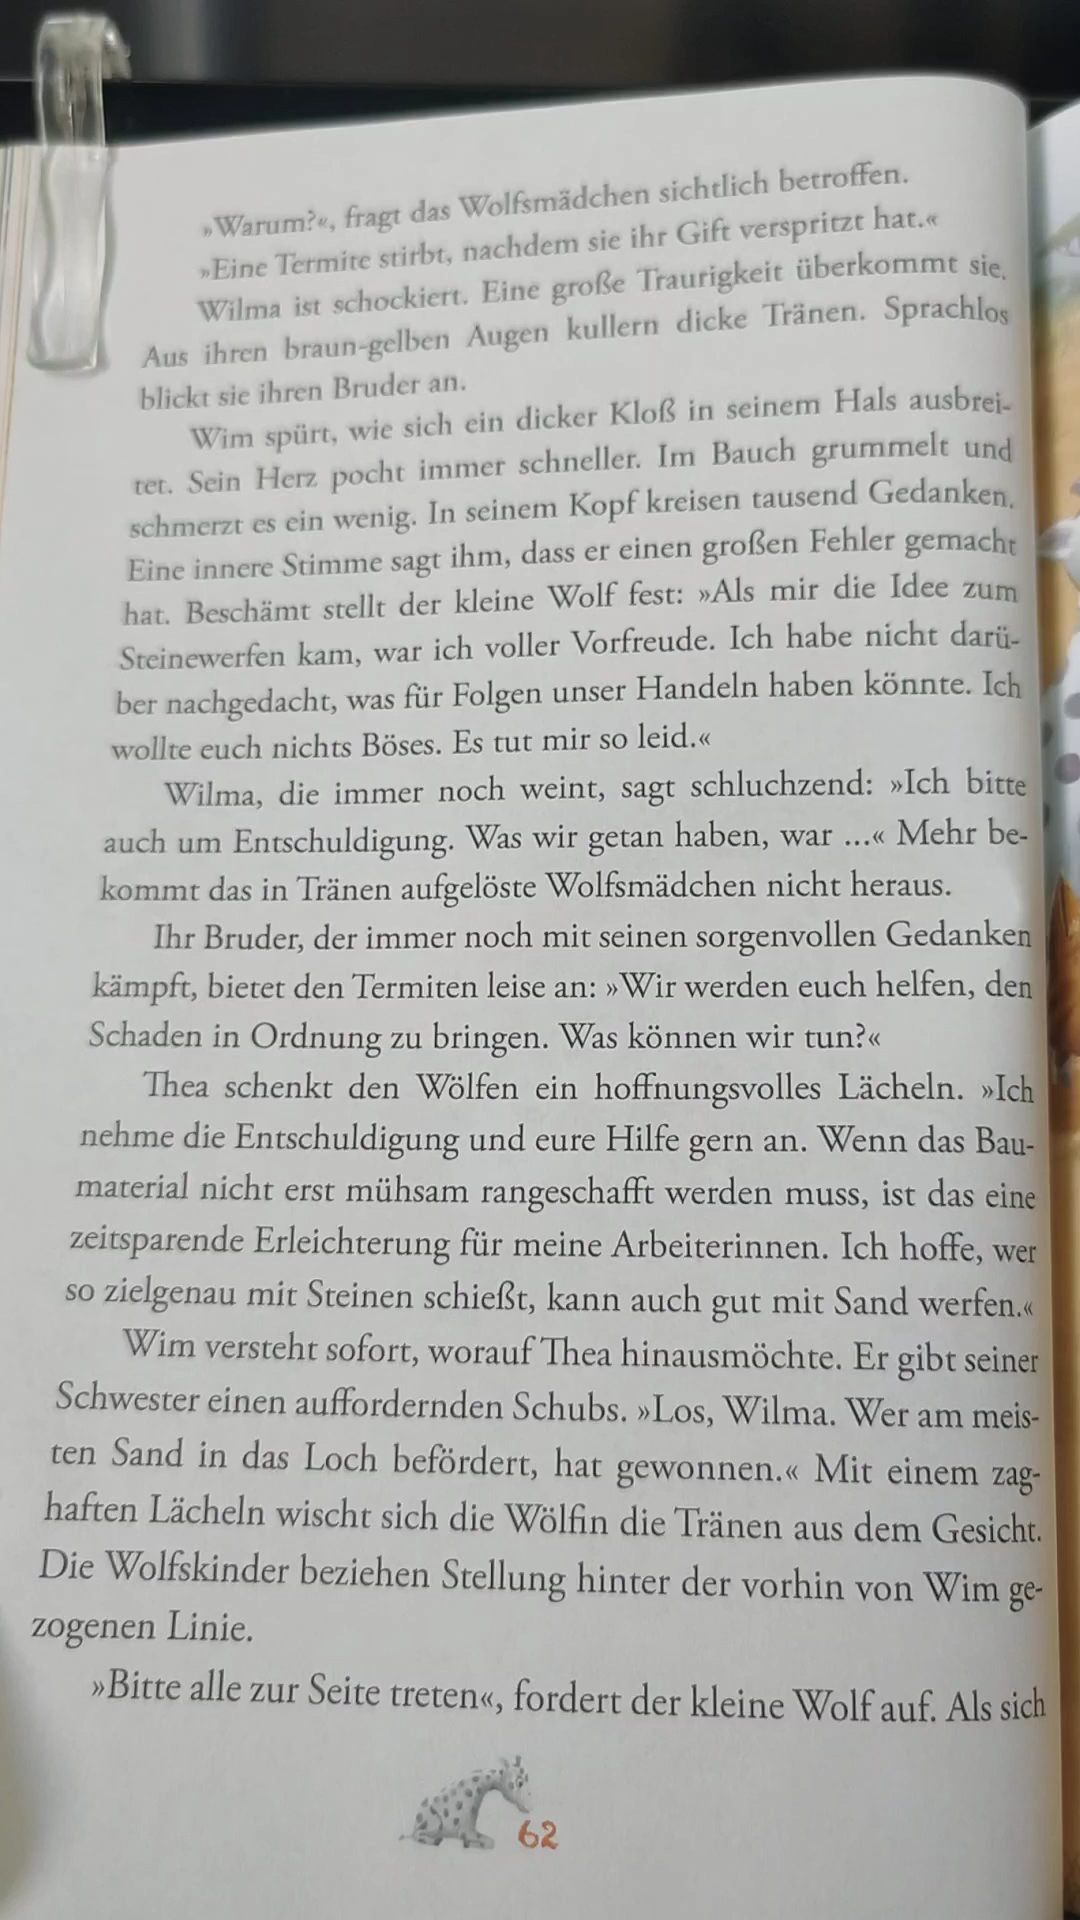 »Warum?«, fragt das Wolfsmädchen sichtlich betroffen.
»Eine Termite stirbt, nachdem sie ihr Gift verspritzt hat.«
Wilma ist schockiert. Eine große Traurigkeit überkommt sie.
Aus ihren braun-gelben Augen kullern dicke Tränen. Sprachlos
blickt sie ihren Bruder an.
Wim spürt, wie sich ein dicker Kloß in seinem Hals ausbrei-
tet. Sein Herz pocht immer schneller. Im Bauch grummelt und
schmerzt es ein wenig. In seinem Kopf kreisen tausend Gedanken.
Eine innere Stimme sagt ihm, dass er einen großen Fehler gemacht
hat. Beschämt stellt der kleine Wolf fest: »Als mir die Idee zum
Steinewerfen kam, war ich voller Vorfreude. Ich habe nicht darü-
ber nachgedacht, was für Folgen unser Handeln haben könnte. Ich
wollte euch nichts Böses. Es tut mir so leid.«
Wilma, die immer noch weint, sagt schluchzend: »Ich bitte
auch um Entschuldigung. Was wir getan haben, war ...« Mehr be-
kommt das in Tränen aufgelöste Wolfsmädchen nicht heraus.
Ihr Bruder, der immer noch mit seinen sorgenvollen Gedanken
kämpft, bietet den Termiten leise an: »Wir werden euch helfen, den
Schaden in Ordnung zu bringen. Was können wir tun?«
Thea schenkt den Wölfen ein hoffnungsvolles Lächeln. »Ich
nehme die Entschuldigung und eure Hilfe gern an. Wenn das Bau-
material nicht erst mühsam rangeschafft werden muss, ist das eine
zeitsparende Erleichterung für meine Arbeiterinnen. Ich hoffe, wer
so zielgenau mit Steinen schießt, kann auch gut mit Sand werfen.«
Wim versteht sofort, worauf Thea hinausmöchte. Er gibt seiner
Schwester einen auffordernden Schubs. »Los, Wilma. Wer am meis-
ten Sand in das Loch befördert, hat gewonnen.« Mit einem zag-
haften Lächeln wischt sich die Wölfin die Tränen aus dem Gesicht.
Die Wolfskinder beziehen Stellung hinter der vorhin von Wim ge-
zogenen Linie.
»Bitte alle zur Seite treten«, fordert der kleine Wolf auf. Als sich
62